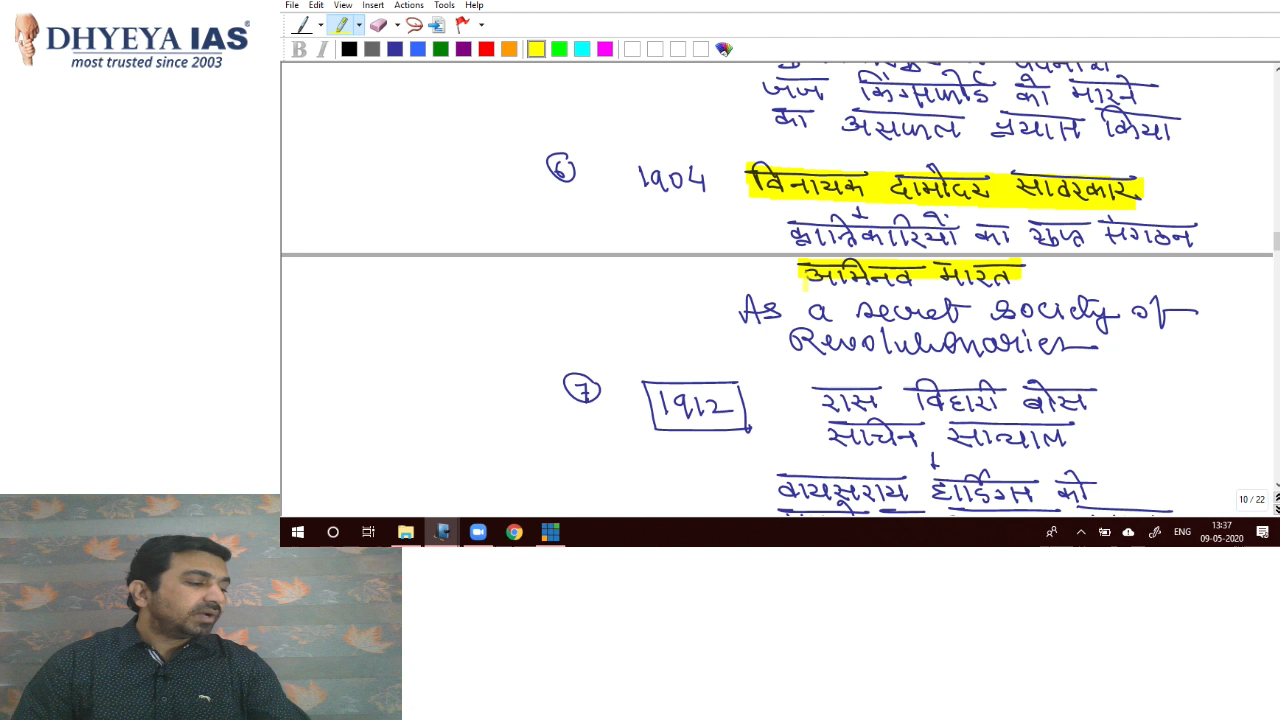 DHYEYA IAS®
most trusted since 2003
File Edit View Insert Actions Tools Help
B I
जज किंग्सफोर्ड को मारने
का असफल प्रयास किया
6 1904 विनायक दामोदर सावरकार
क्रान्तिकारियों का गुप्त संगठन
अभिनव भारत
As a secret society of
Revolutionaries
7 1912 रास विहारी बोस
सचिन सान्याल
वायसराय हार्डिंग्स को
10 / 22
ENG
13:37
09-05-2020